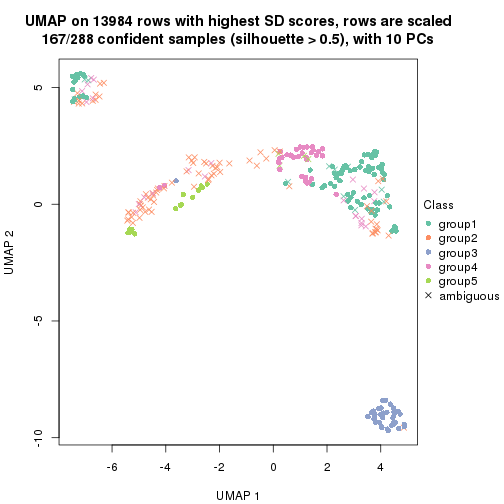 UMAP on 13984 rows with highest SD scores, rows are scaled
167/288 confident samples (silhouette > 0.5), with 10 PCs
5
0
-5
-10
UMAP 2
-6
-4
-2
0
2
4
UMAP 1
Class
group1
group2
group3
group4
group5
ambiguous